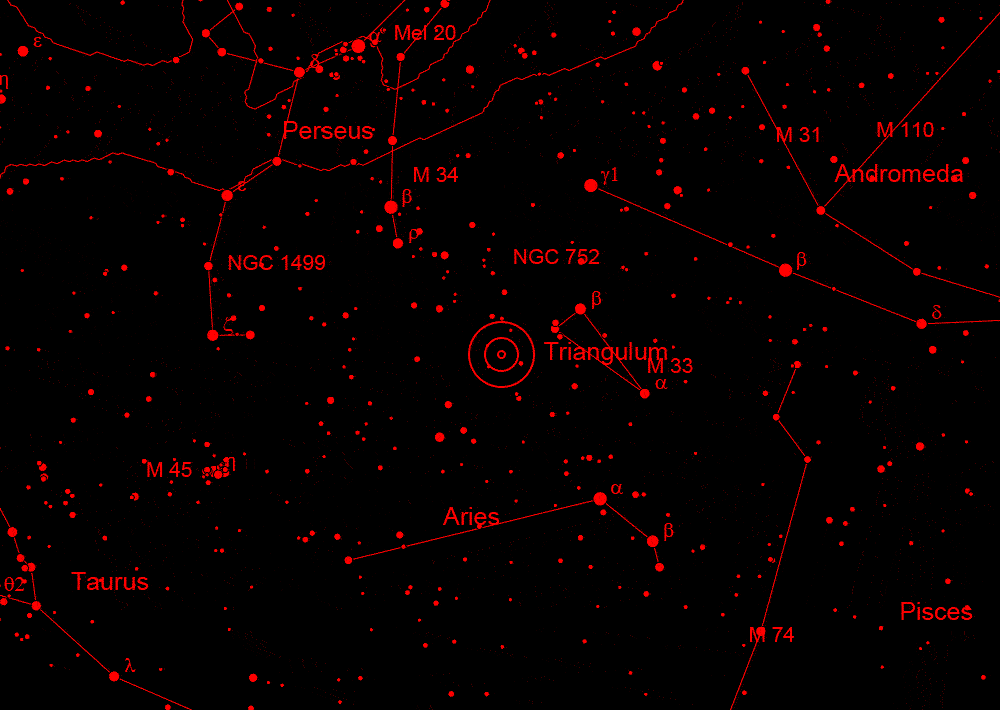 α Mel 20
ε
δ
η
Perseus
M 31
M 110
ε
M 34
γ1
Andromeda
β
ρ
NGC 1499
NGC 752
β
β
δ
ζ
Triangulum
M 33
α
M 45
η
α
Aries
β
θ2
Taurus
Pisces
M 74
λ